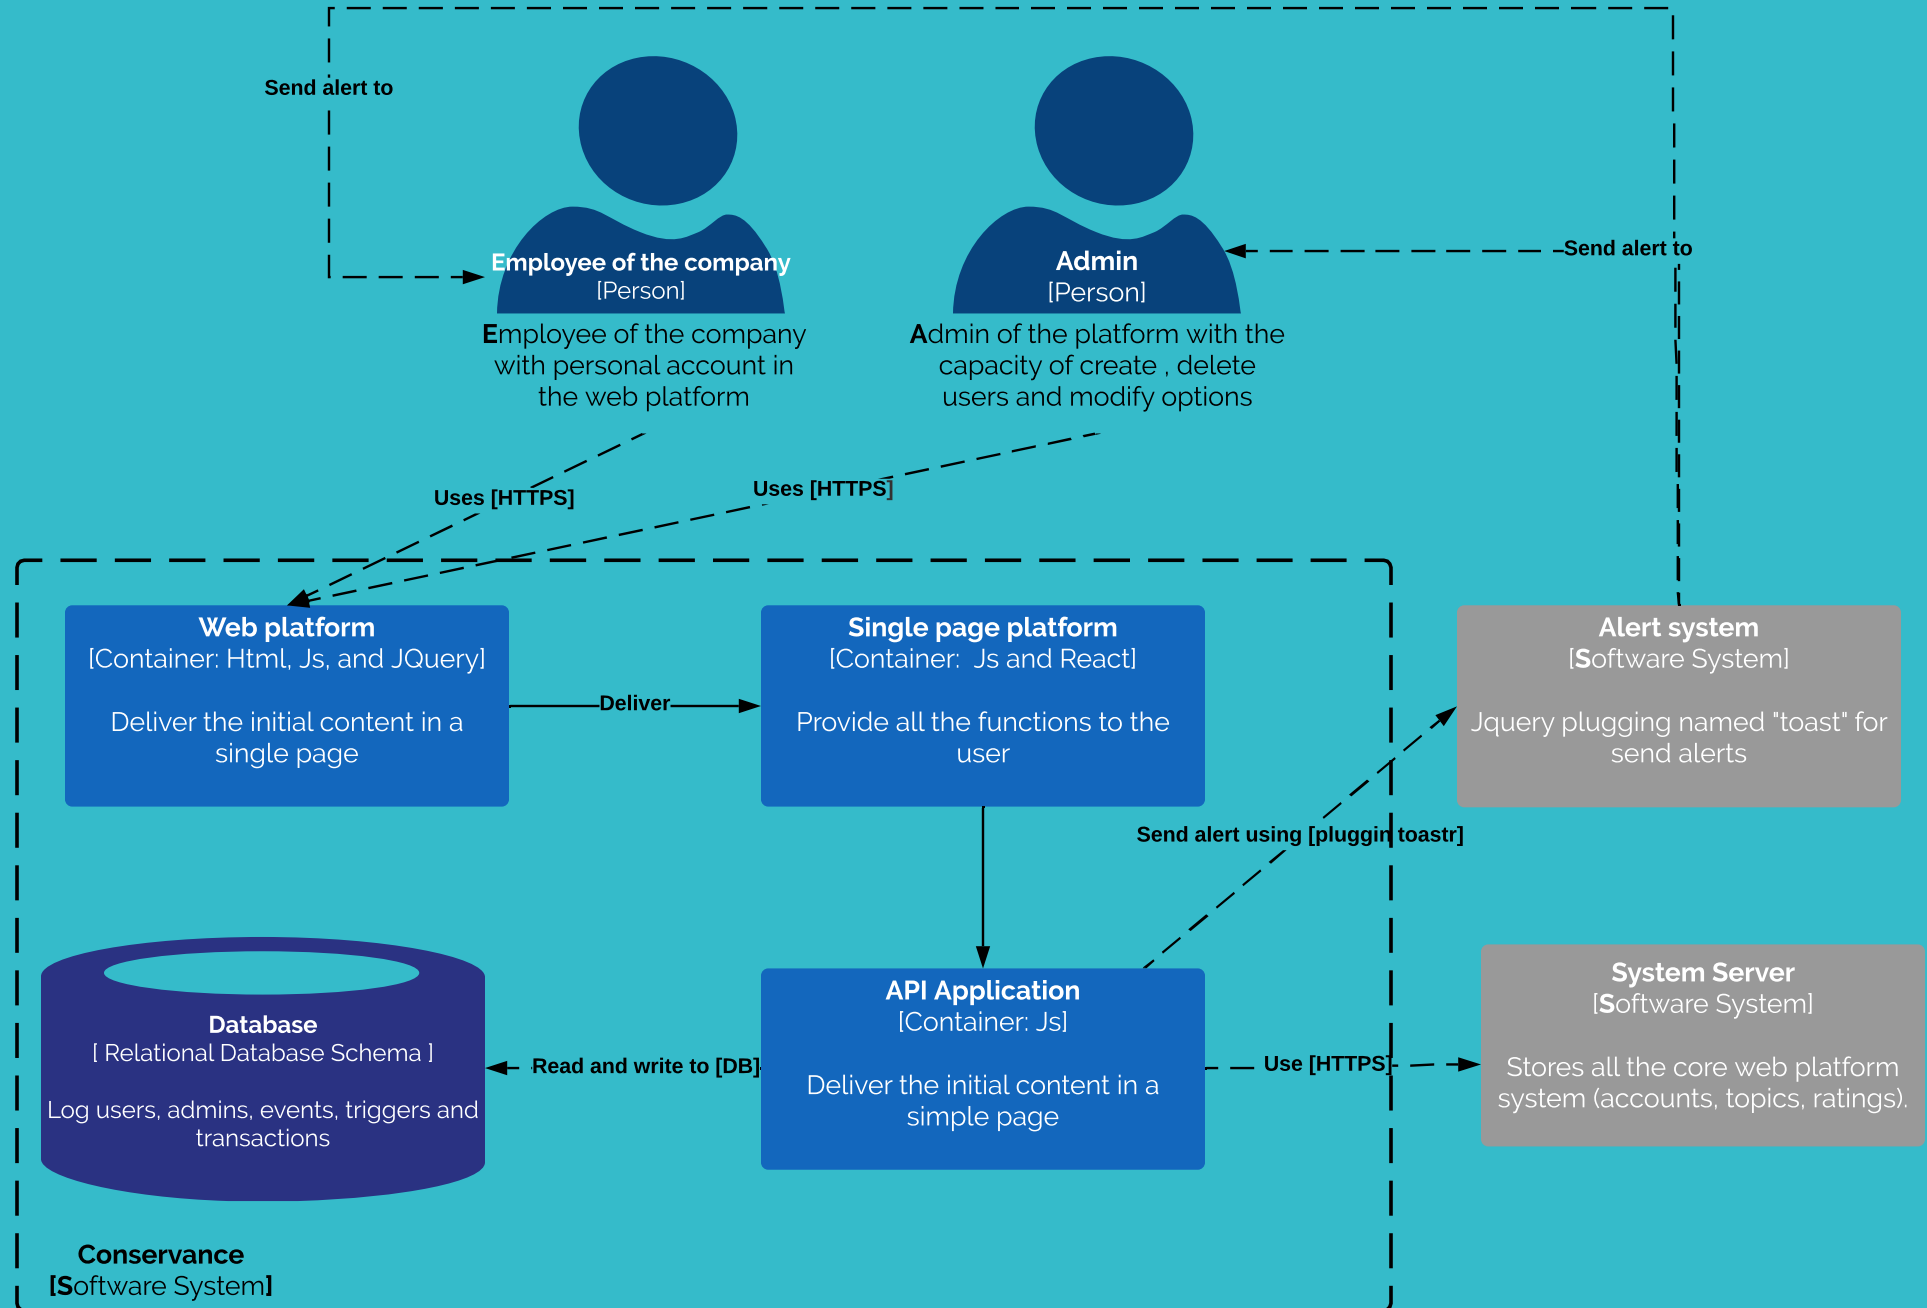 Send alert to
Employee of the company
[Person]
Employee of the company
with personal account in
the web platform
Admin
[Person]
Admin of the platform with the
capacity of create , delete
users and modify options
Send alert to
Uses [HTTPS]
Uses [HTTPS]
Web platform
[Container: Html, Js, and JQuery]
Deliver the initial content in a
single page
Deliver
Single page platform
[Container:  Js and React]
Provide all the functions to the
user
Alert system
[Software System]
Jquery plugging named "toast" for
send alerts
Send alert using [pluggin toastr]
Database
[ Relational Database Schema ]
Log users, admins, events, triggers and
transactions
Read and write to [DB]
API Application
[Container: Js]
Deliver the initial content in a
simple page
Use [HTTPS]
System Server
[Software System]
Stores all the core web platform
system (accounts, topics, ratings).
Conservance
[Software System]